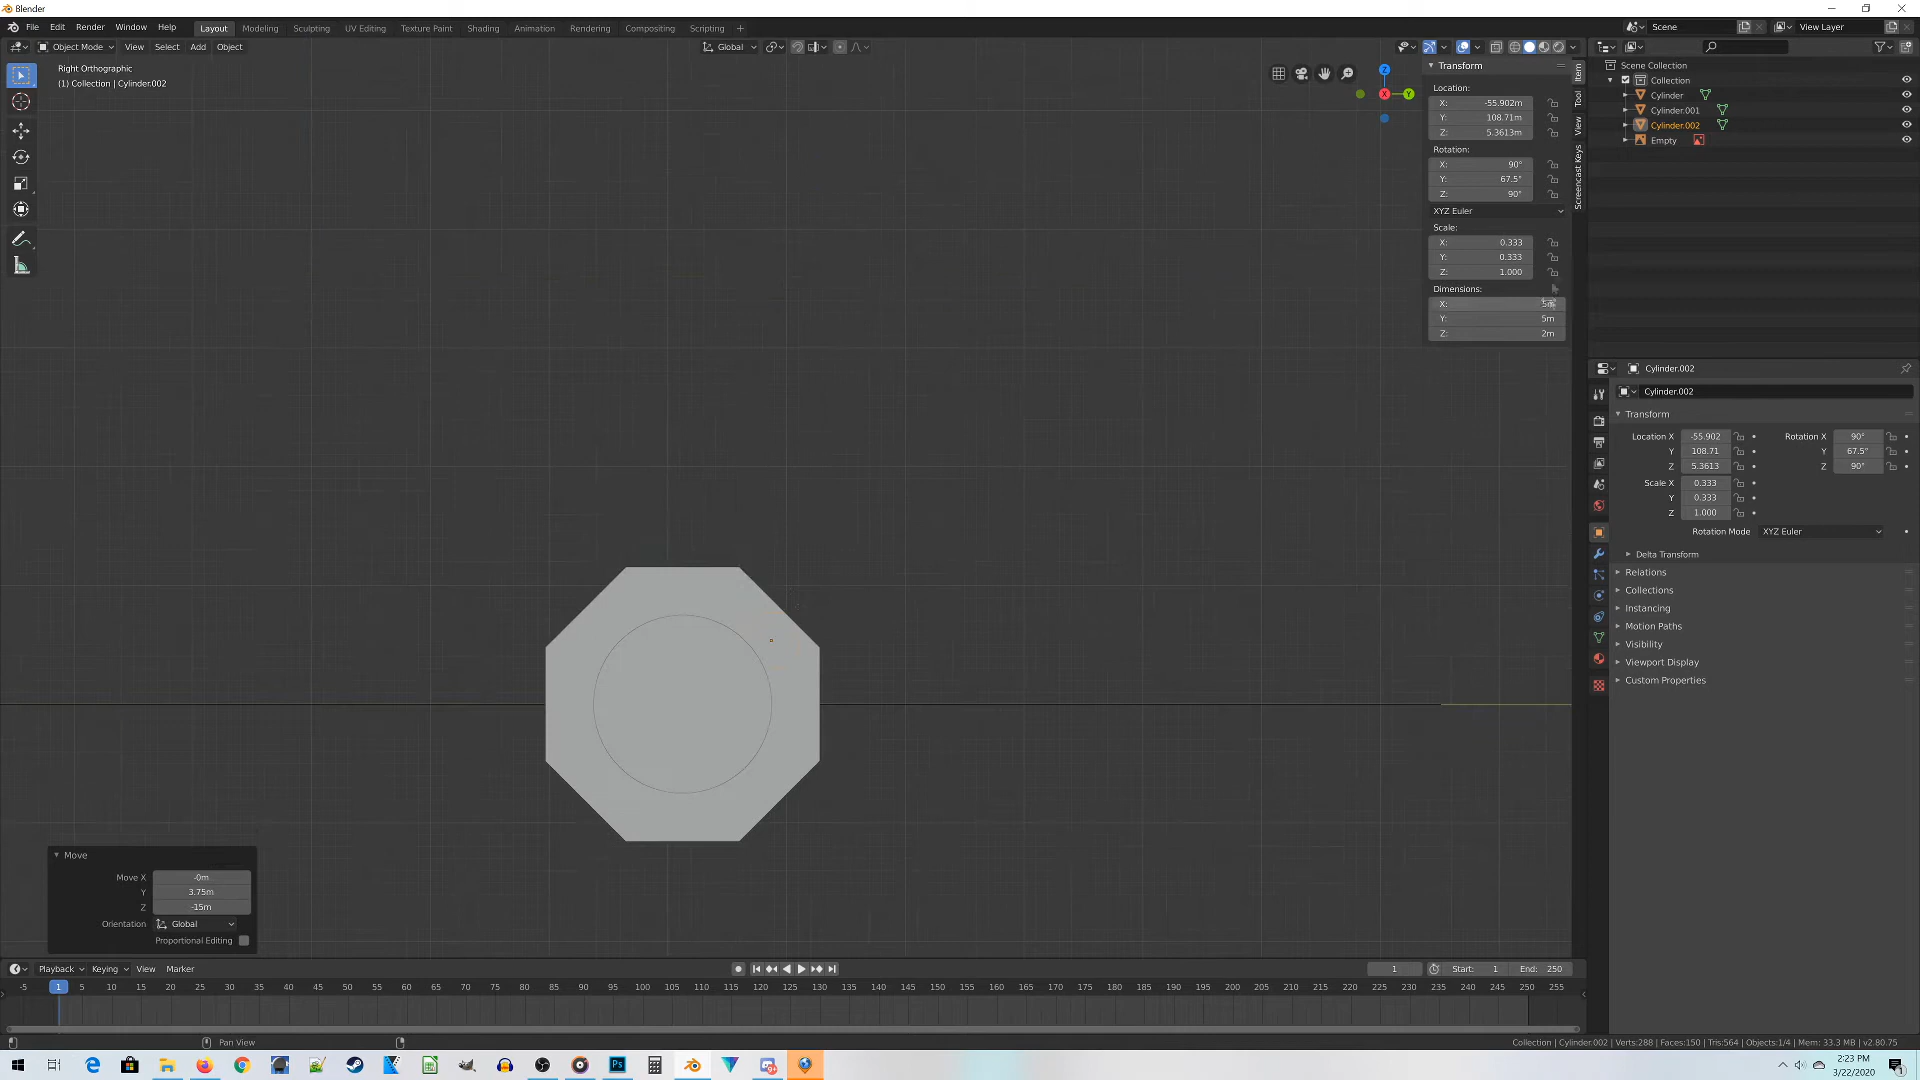 Blender
File Edit Render Window Help
Layout Modeling Sculpting UV Editing Texture Paint Shading Animation Rendering Compositing Scripting +
Scene
View Layer
Object Mode View Select Add Object
Global
Right Orthographic
(1) Collection | Cylinder.002
Z
X
Y
Transform
Location:
X: -55.902m
Y: 108.71m
Z: 5.3613m
Rotation:
X: 90°
Y: 67.5°
Z: 90°
XYZ Euler
Scale:
X: 0.333
Y: 0.333
Z: 1.000
Dimensions:
X: 5m
Y: 5m
Z: 2m
Item
Tool
View
Screencast Keys
Scene Collection
Collection
Cylinder
Cylinder.001
Cylinder.002
Empty
Cylinder.002
Cylinder.002
Transform
Location X -55.902 Rotation X 90°
Y 108.71 Y 67.5°
Z 5.3613 Z 90°
Scale X 0.333
Y 0.333
Z 1.000
Rotation Mode XYZ Euler
Delta Transform
Relations
Collections
Instancing
Motion Paths
Visibility
Viewport Display
Custom Properties
Move
Move X -0m
Y 3.75m
Z -15m
Orientation Global
Proportional Editing
Playback Keying View Marker
1 Start: 1 End: 250
-5 1 5 10 15 20 25 30 35 40 45 50 55 60 65 70 75 80 85 90 95 100 105 110 115 120 125 130 135 140 145 150 155 160 165 170 175 180 185 190 195 200 205 210 215 220 225 230 235 240 245 250 255
Pan View
Collection | Cylinder.002 | Verts:288 | Faces:150 | Tris:564 | Objects:1/4 | Mem: 33.3 MB | v2.80.75
Ps
2:23 PM
3/22/2020